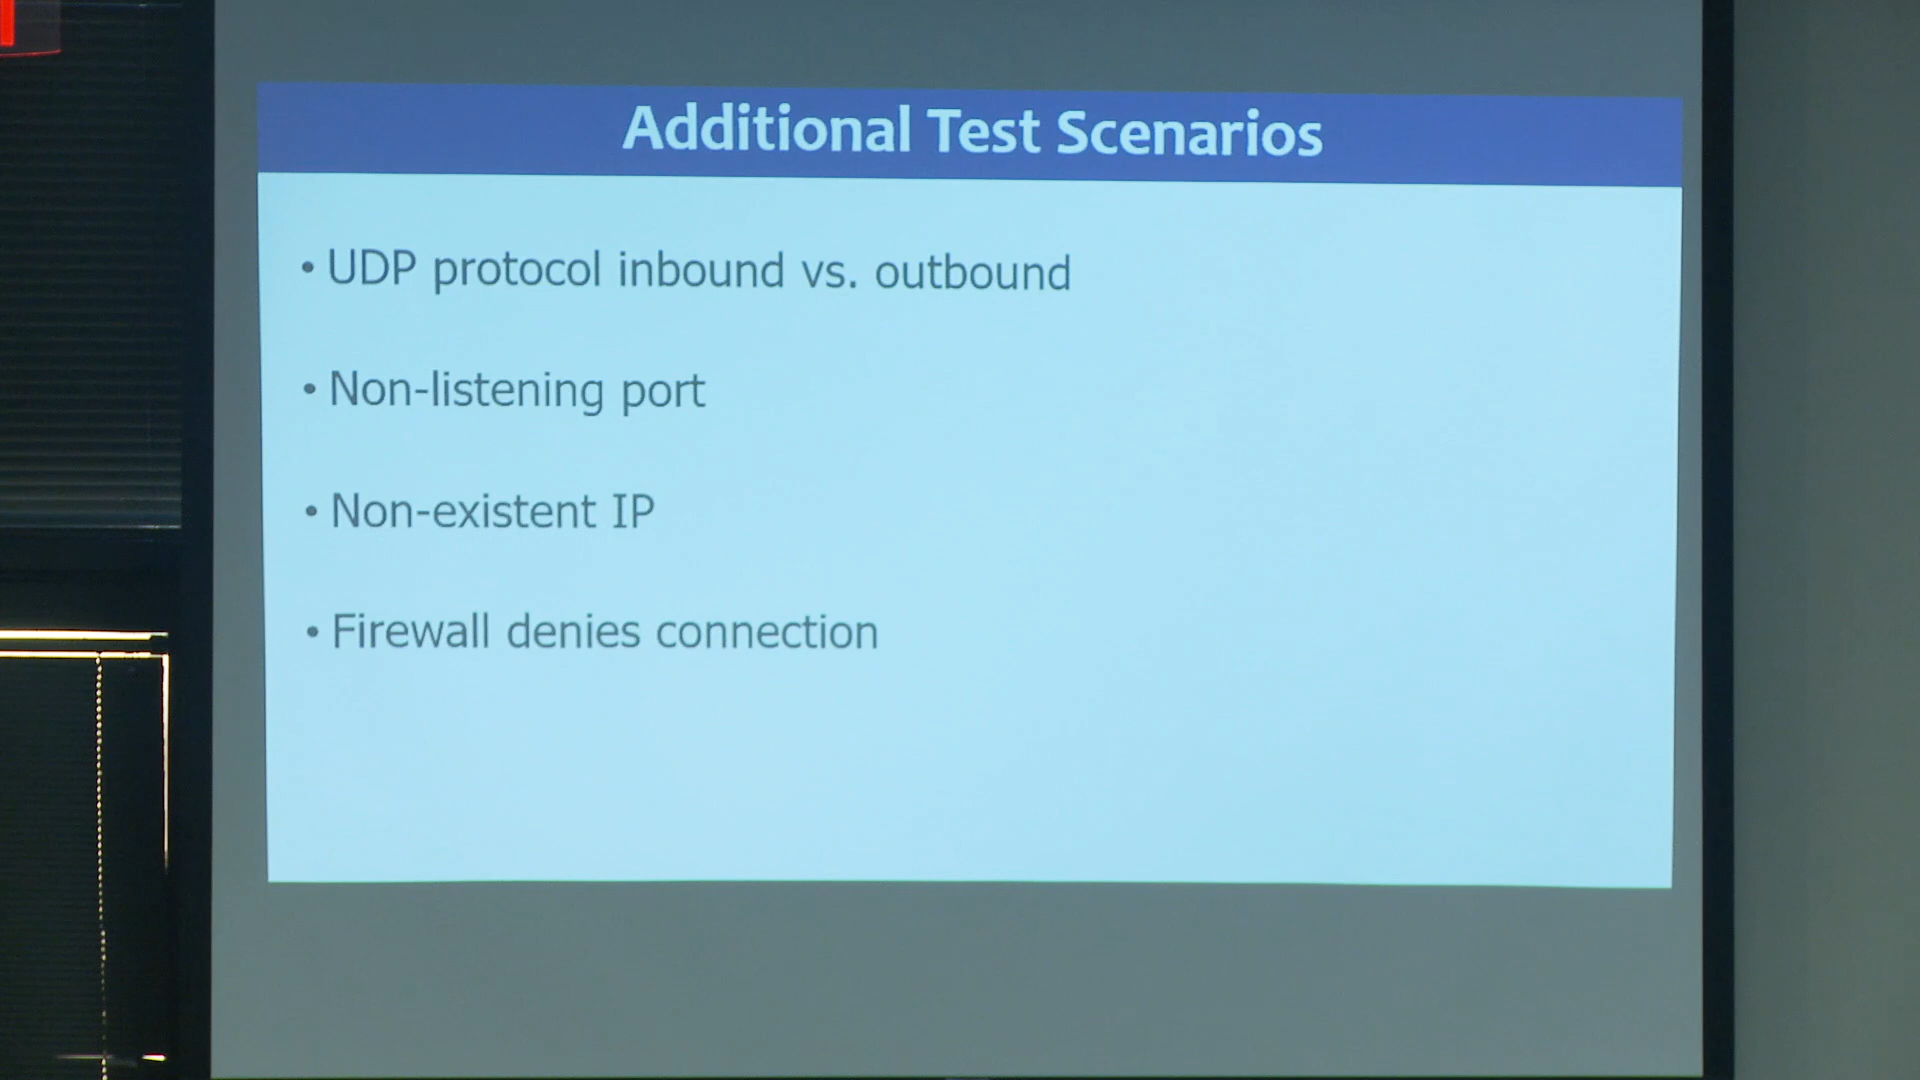 Additional Test Scenarios
• UDP protocol inbound vs. outbound
• Non-listening port
• Non-existent IP
• Firewall denies connection